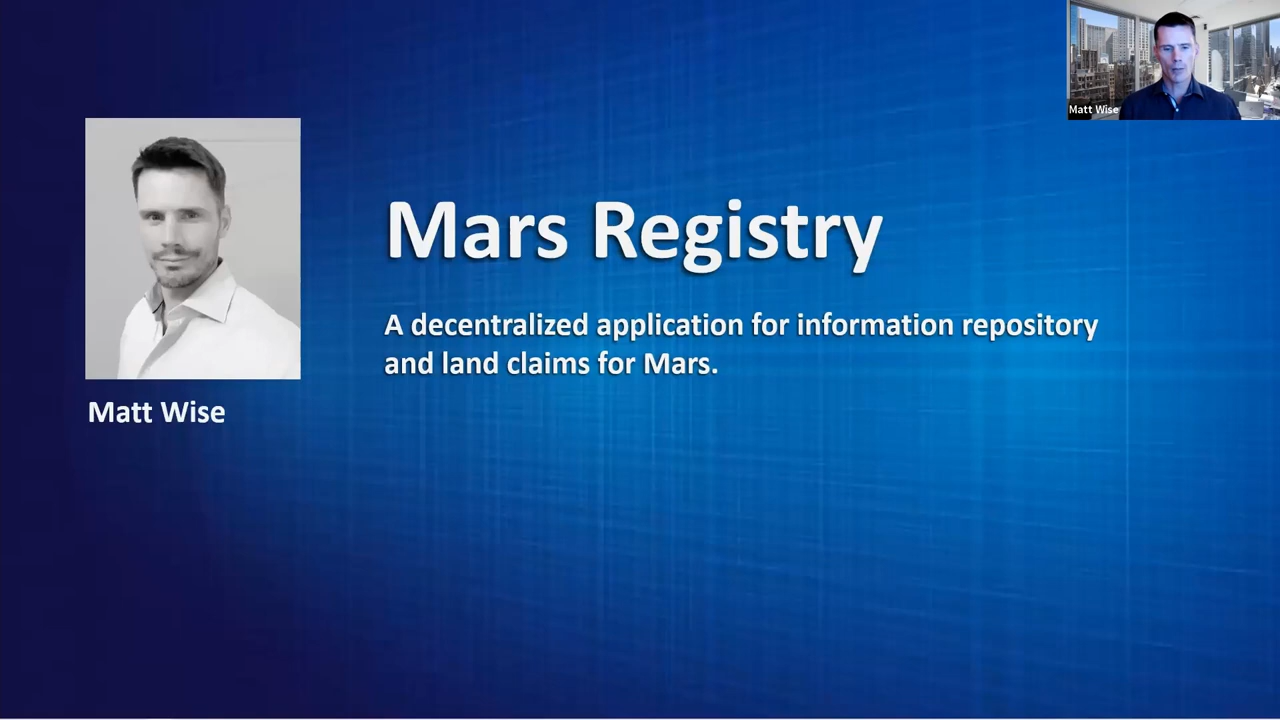 Matt Wise
Mars Registry
A decentralized application for information repository
and land claims for Mars.
Matt Wise